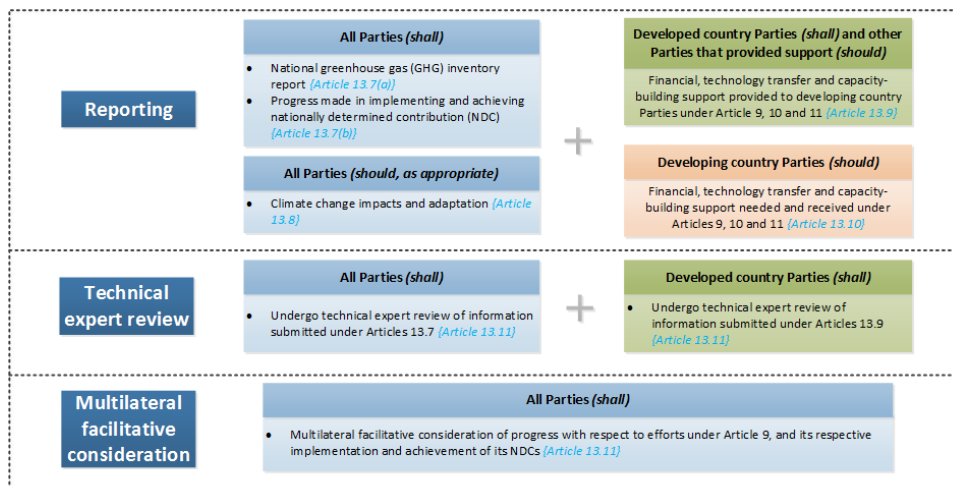 Reporting
All Parties (shall)
• National greenhouse gas (GHG) inventory
report {Article 13.7(a)}
• Progress made in implementing and achieving
nationally determined contribution (NDC)
{Article 13.7(b)}
All Parties (should, as appropriate)
• Climate change impacts and adaptation {Article
13.8}
+
Developed country Parties (shall) and other
Parties that provided support (should)
Financial, technology transfer and capacity-
building support provided to developing country
Parties under Article 9, 10 and 11 {Article 13.9}
Developing country Parties (should)
Financial, technology transfer and capacity-
building support needed and received under
Articles 9, 10 and 11 {Article 13.10}
Technical
expert review
All Parties (shall)
• Undergo technical expert review of information
submitted under Articles 13.7 {Article 13.11}
+
Developed country Parties (shall)
• Undergo technical expert review of
information submitted under Articles 13.9
{Article 13.11}
Multilateral
facilitative
consideration
All Parties (shall)
• Multilateral facilitative consideration of progress with respect to efforts under Article 9, and its respective
implementation and achievement of its NDCs {Article 13.11}